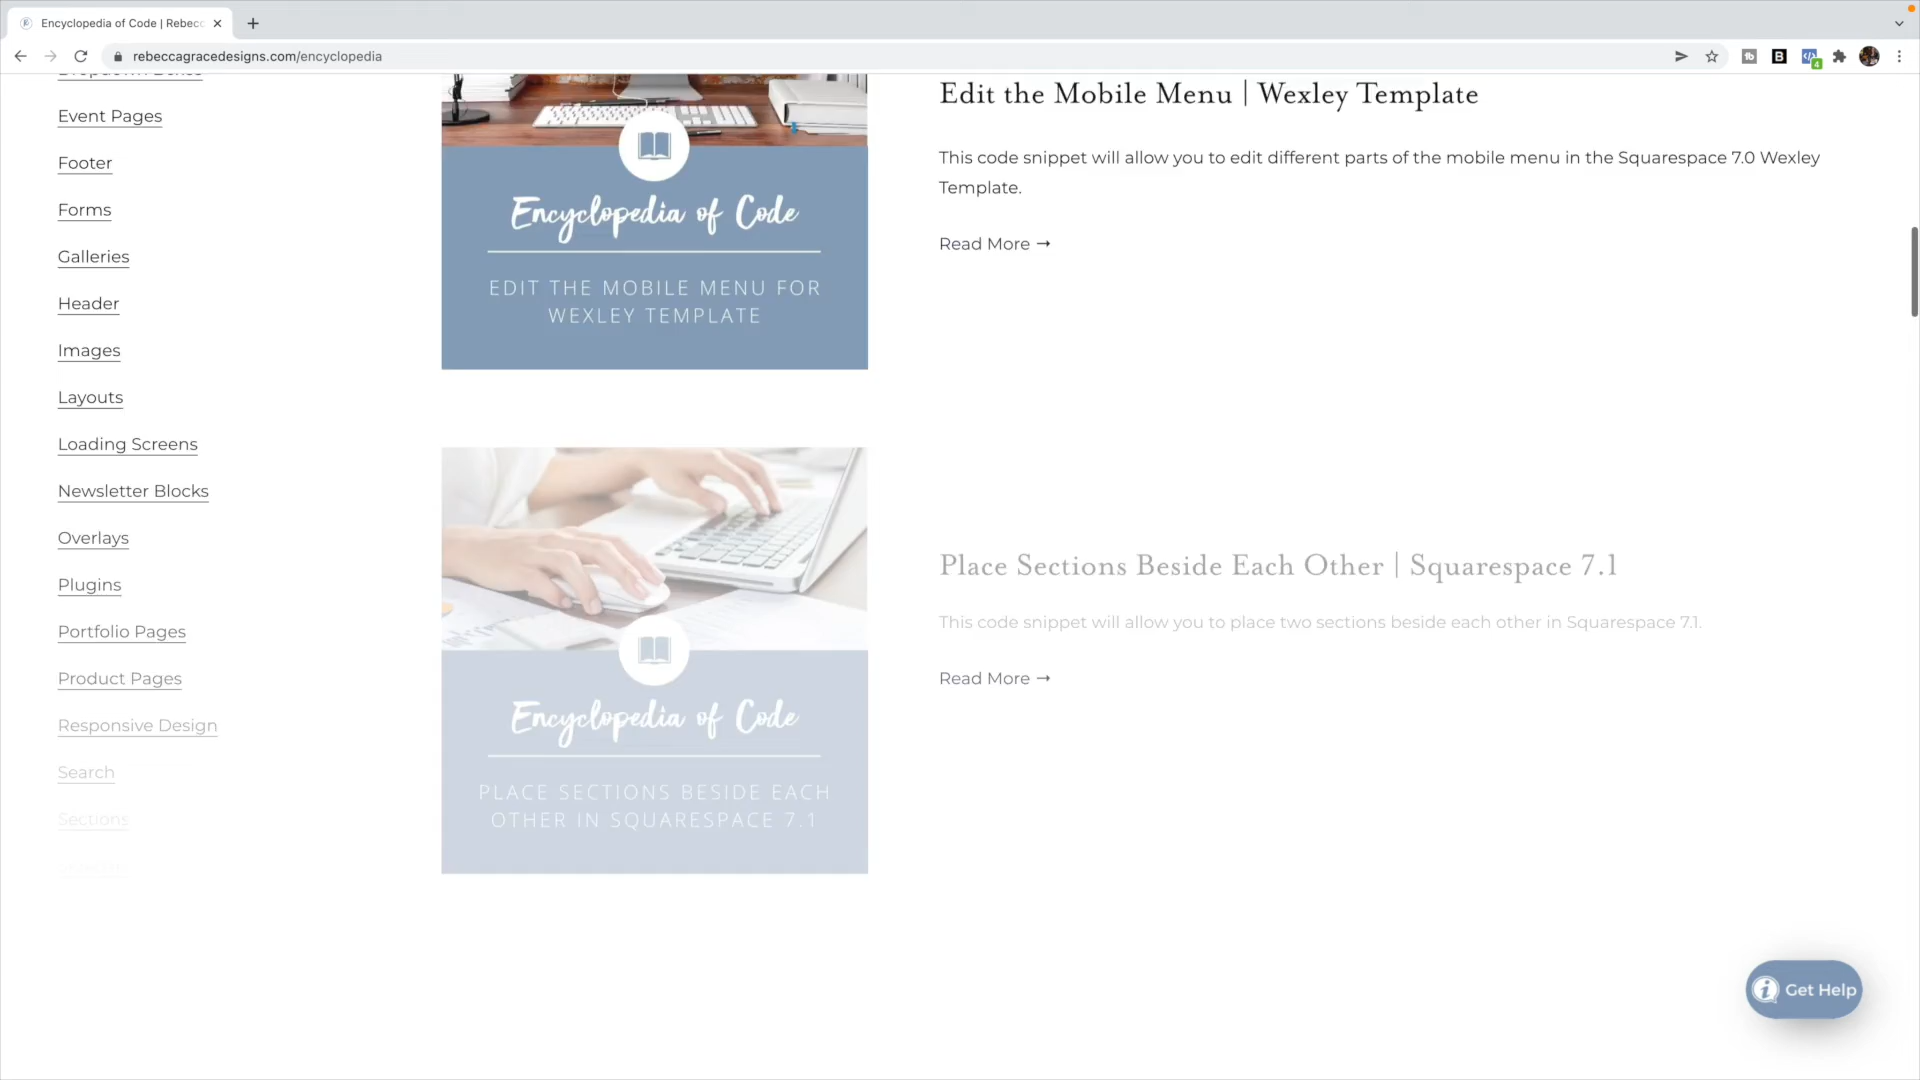 Encyclopedia of Code | Rebecc
rebeccagracedesigns.com/encyclopedia
4
Dropdown Boxes
Event Pages
Footer
Forms
Galleries
Header
Images
Layouts
Loading Screens
Newsletter Blocks
Overlays
Plugins
Portfolio Pages
Product Pages
Responsive Design
Search
Sections
Encyclopedia of Code
EDIT THE MOBILE MENU FOR
WEXLEY TEMPLATE
Edit the Mobile Menu | Wexley Template
This code snippet will allow you to edit different parts of the mobile menu in the Squarespace 7.0 Wexley
Template.
Read More →
Encyclopedia of Code
PLACE SECTIONS BESIDE EACH
OTHER IN SQUARESPACE 7.1
Place Sections Beside Each Other | Squarespace 7.1
This code snippet will allow you to place two sections beside each other in Squarespace 7.1.
Read More →
Get Help